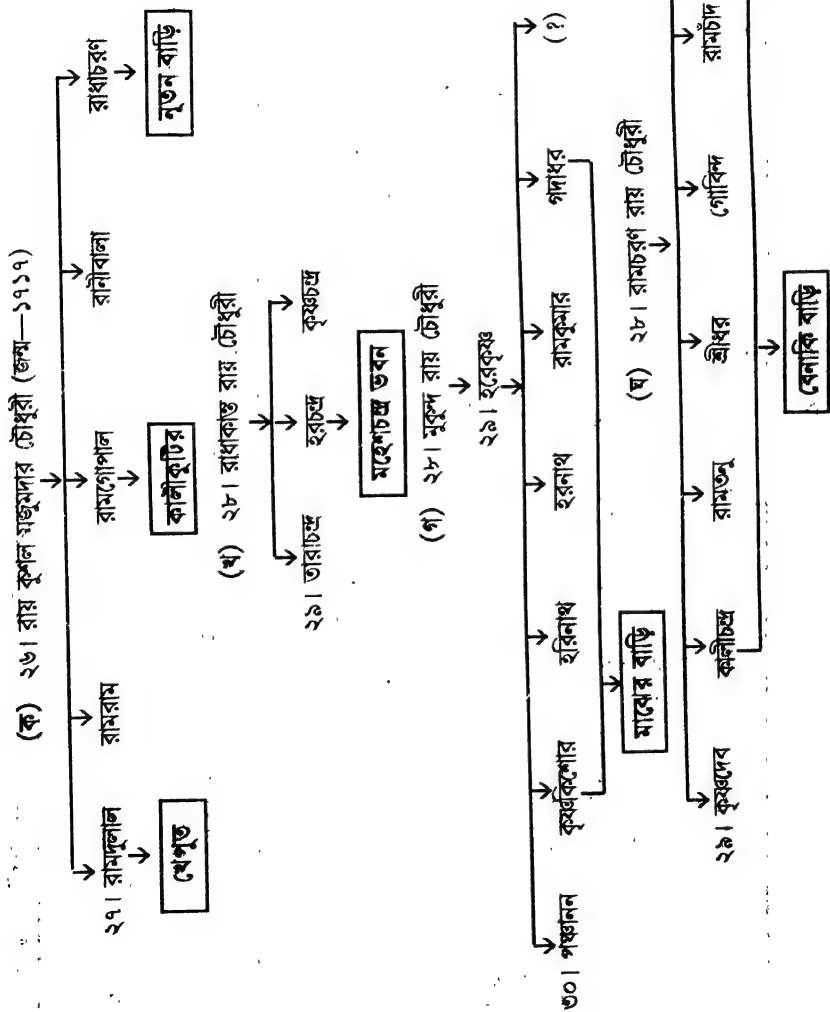 (ক) ২৬। রায় কুশল মজুমদার চৌধুরী (জন্ম—১৭১৭)
২৭। রামদুলাল রামরাম রামগোপাল রানীবালা রাধাচরণ
খেপুত কালীকুটির নূতন বাড়ি
(খ) ২৮। রাধাকান্ত রায় চৌধুরী
২৯। তারাচন্দ্র হরচন্দ্র কৃষ্ণচন্দ্র
মহেশচন্দ্র ভবন
(গ) ২৮। মুকুন্দ রায় চৌধুরী
২৯। হরেকৃষ্ণ
৩০। পঞ্চানন কৃষ্ণকিশোর হরিনাথ হরনাথ রামকুমার গদাধর (?)
মাঝের বাড়ি
(ঘ) ২৮। রামচরণ রায় চৌধুরী
২৯। কৃষ্ণদেব কালীচন্দ্র রামতনু শ্রীধর গোবিন্দ রামচাঁদ
বেনাকি বাড়ি